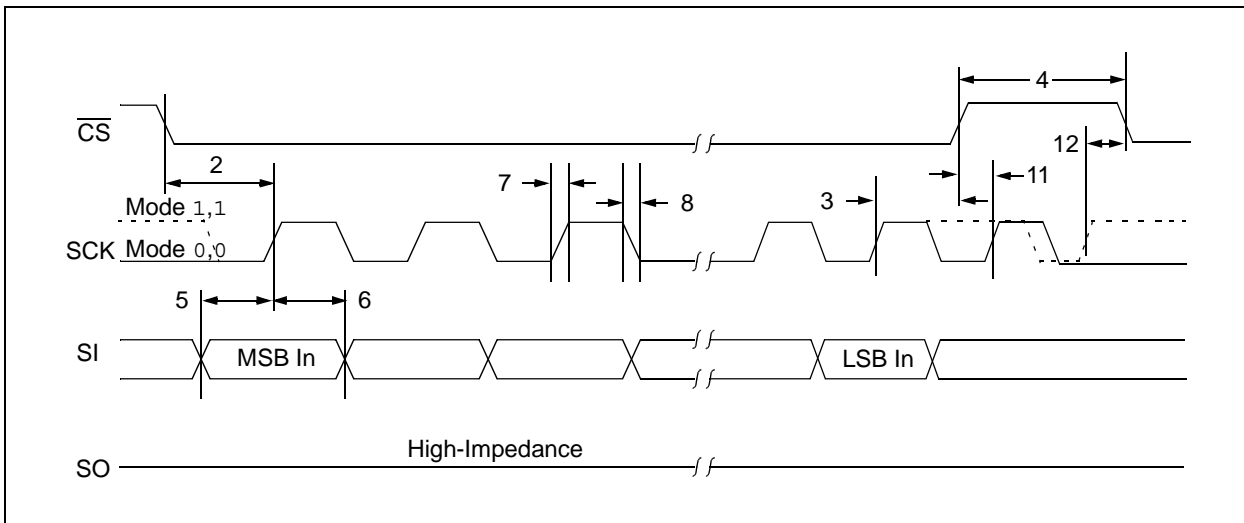 4
CS
12
2
11
7
8
3
Mode 1,1
SCK Mode 0,0
5
6
SI
MSB In
LSB In
High-Impedance
SO